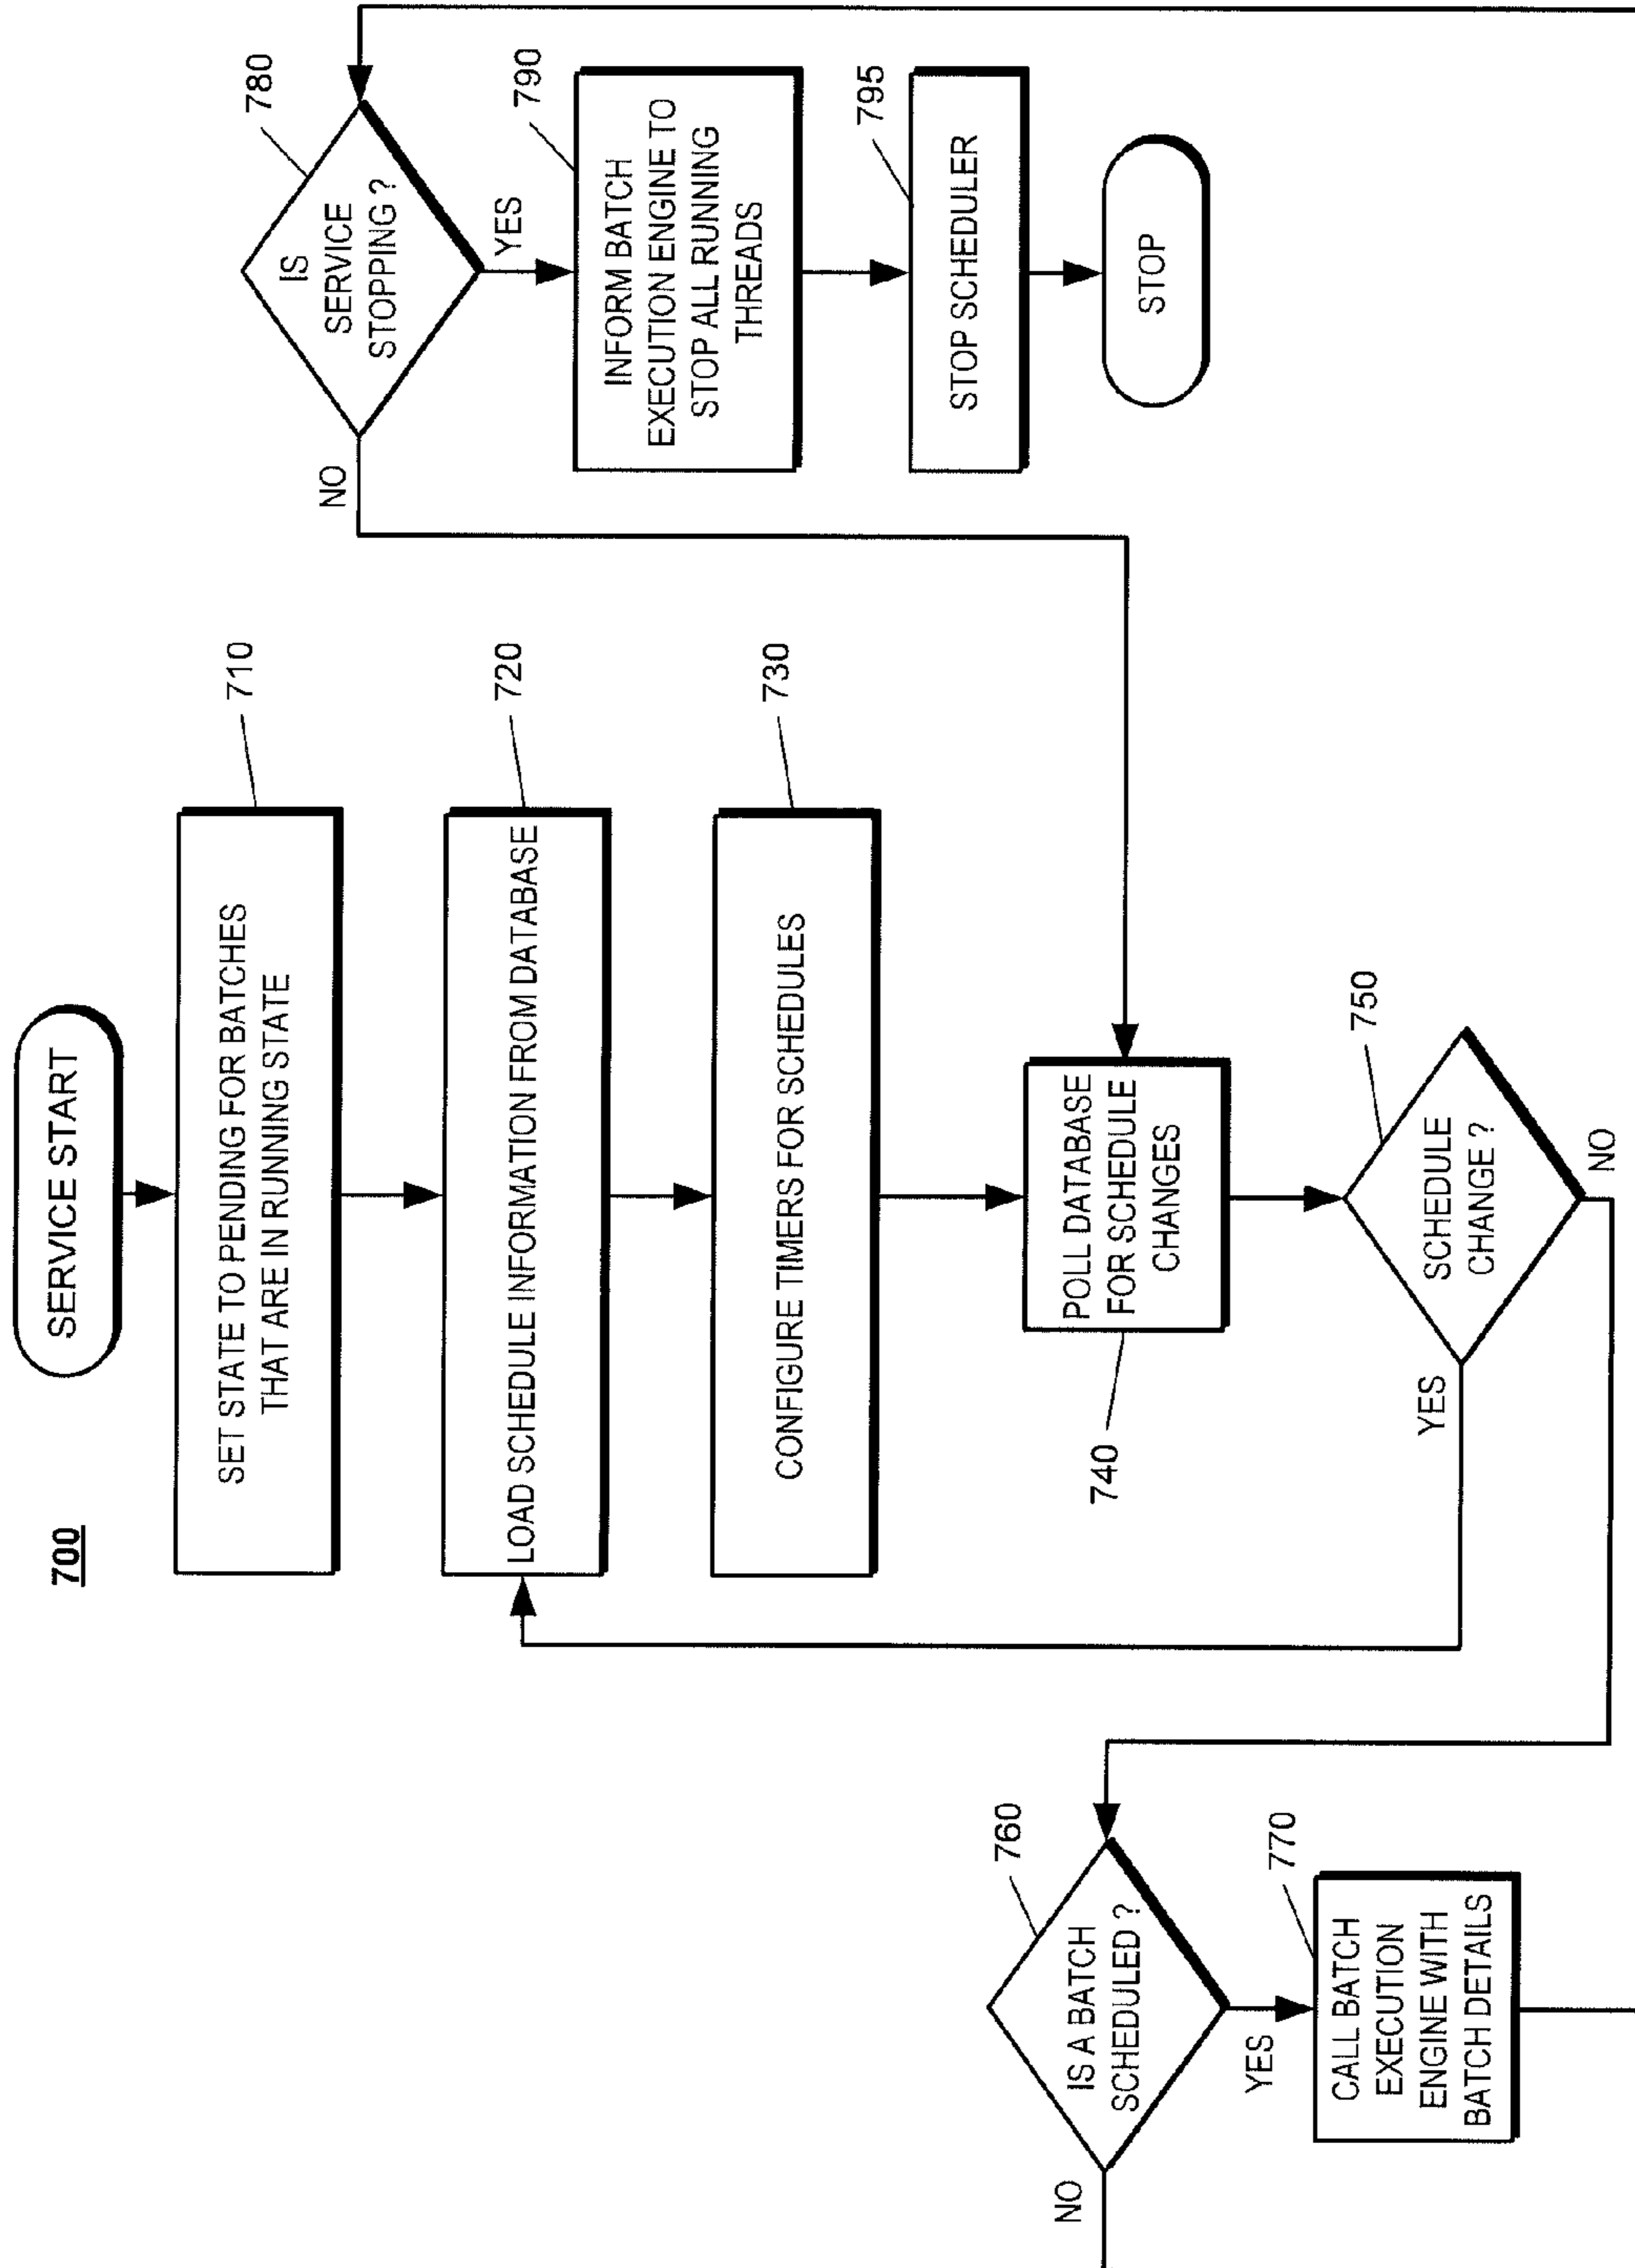 700
SERVICE START
SET STATE TO PENDING FOR BATCHES
THAT ARE IN RUNNING STATE
710
LOAD SCHEDULE INFORMATION FROM DATABASE
720
CONFIGURE TIMERS FOR SCHEDULES
730
POLL DATABASE
FOR SCHEDULE
CHANGES
740
SCHEDULE
CHANGE ?
750
YES
NO
IS A BATCH
SCHEDULED ?
760
NO
YES
CALL BATCH
EXECUTION
ENGINE WITH
BATCH DETAILS
770
IS
SERVICE
STOPPING ?
780
NO
YES
INFORM BATCH
EXECUTION ENGINE TO
STOP ALL RUNNING
THREADS
790
STOP SCHEDULER
795
STOP